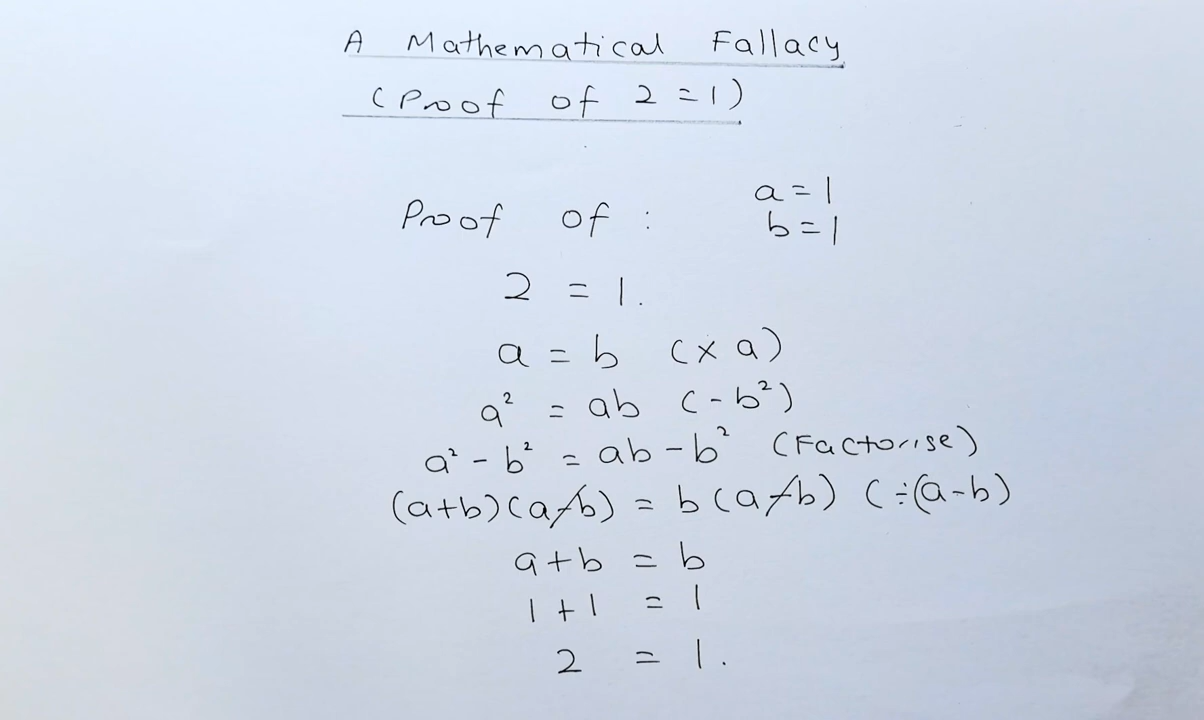 A Mathematical Fallacy
(Proof of 2 = 1)
a = 1
Proof of :
b = 1
2 = 1.
a = b (× a)
a² = ab (- b²)
a² - b² = ab - b² (Factorise)
(a+b)(a-b) = b(a-b) (÷(a-b)
a+b = b
1+1 = 1
2 = 1.